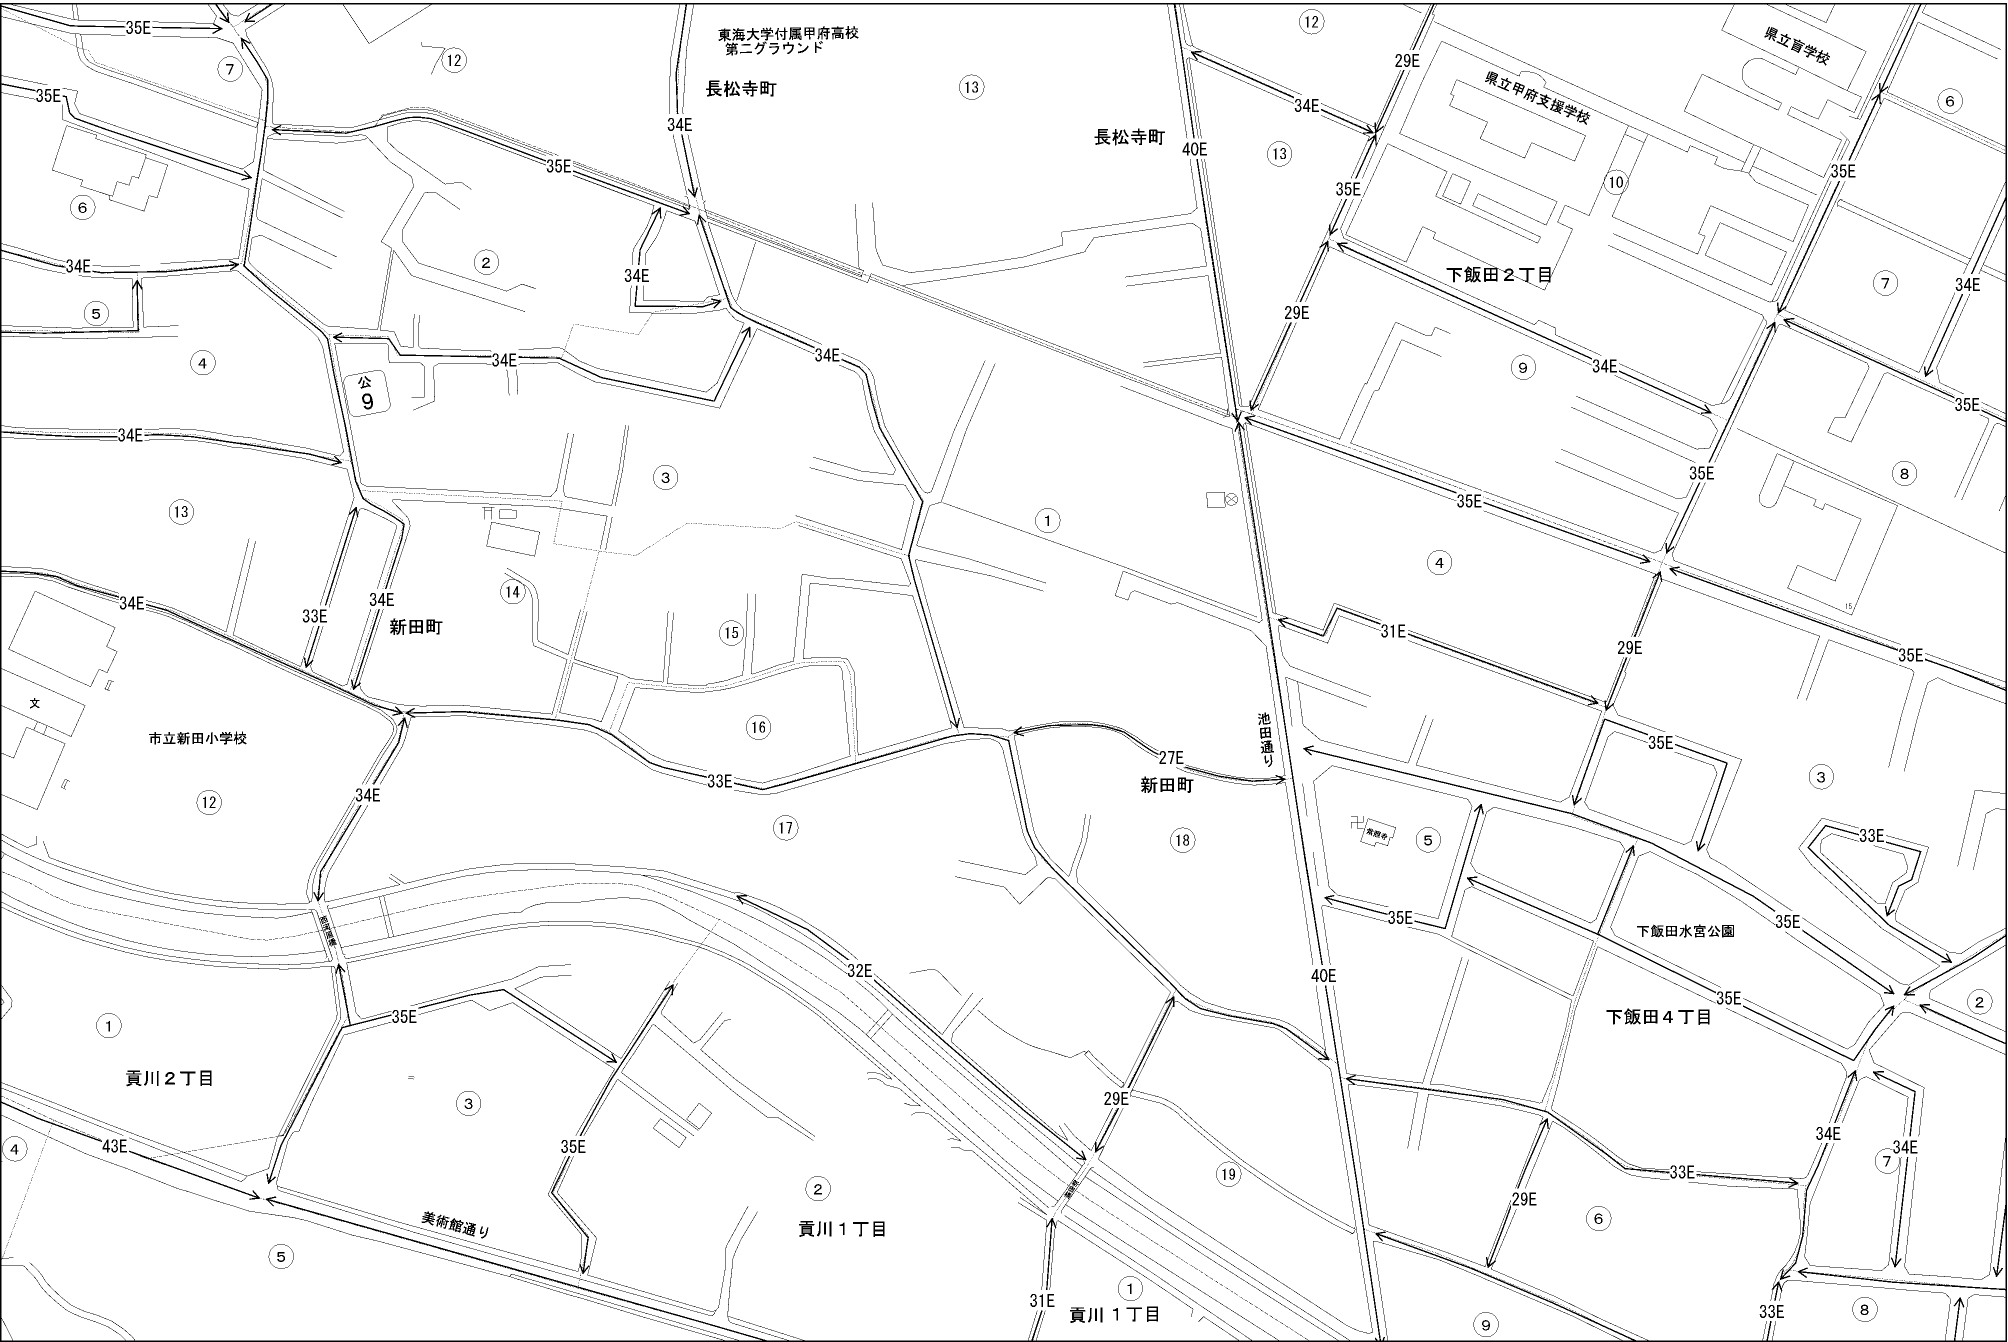 35E
⑫
⑦
東海大学付属甲府高校
第二グラウンド
長松寺町
⑬
⑫
29E
県立盲学校
県立甲府支援学校
⑥
35E
34E
34E
40E
長松寺町
⑬
35E
35E
35E
⑩
⑥
②
34E
34E
⑤
29E
下飯田2丁目
⑦
34E
④
34E
34E
34E
⑨
公
9
35E
34E
③
35E
35E
⑧
⑬
①
④
34E
33E
34E
⑭
新田町
⑮
31E
29E
35E
15
文
市立新田小学校
⑯
池田通り
35E
27E
新田町
33E
③
⑫
34E
⑰
⑱
⑤
33E
35E
35E
下飯田水宮公園
32E
40E
35E
②
①
35E
下飯田4丁目
貢川2丁目
③
29E
43E
④
35E
34E
34E
⑦
33E
②
⑲
29E
美術館通り
貢川1丁目
⑥
⑤
①
31E
貢川1丁目
33E
⑧
⑨